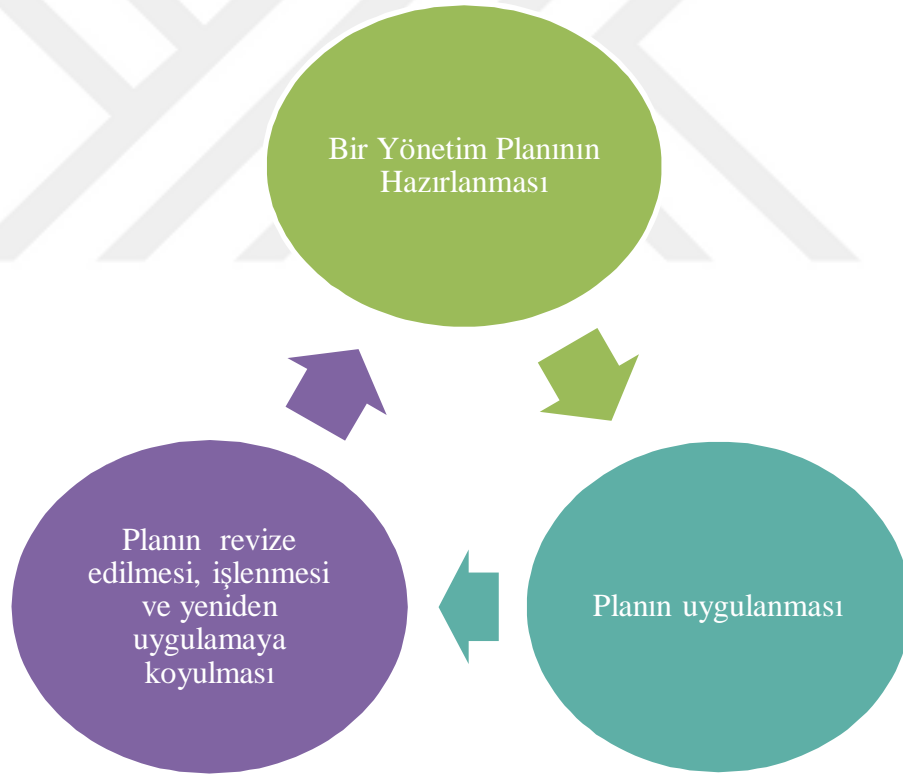 Bir Yönetim Planının
Hazırlanması
Planın uygulanması
Planın revize
edilmesi, işlenmesi
ve yeniden
uygulamaya
koyulması